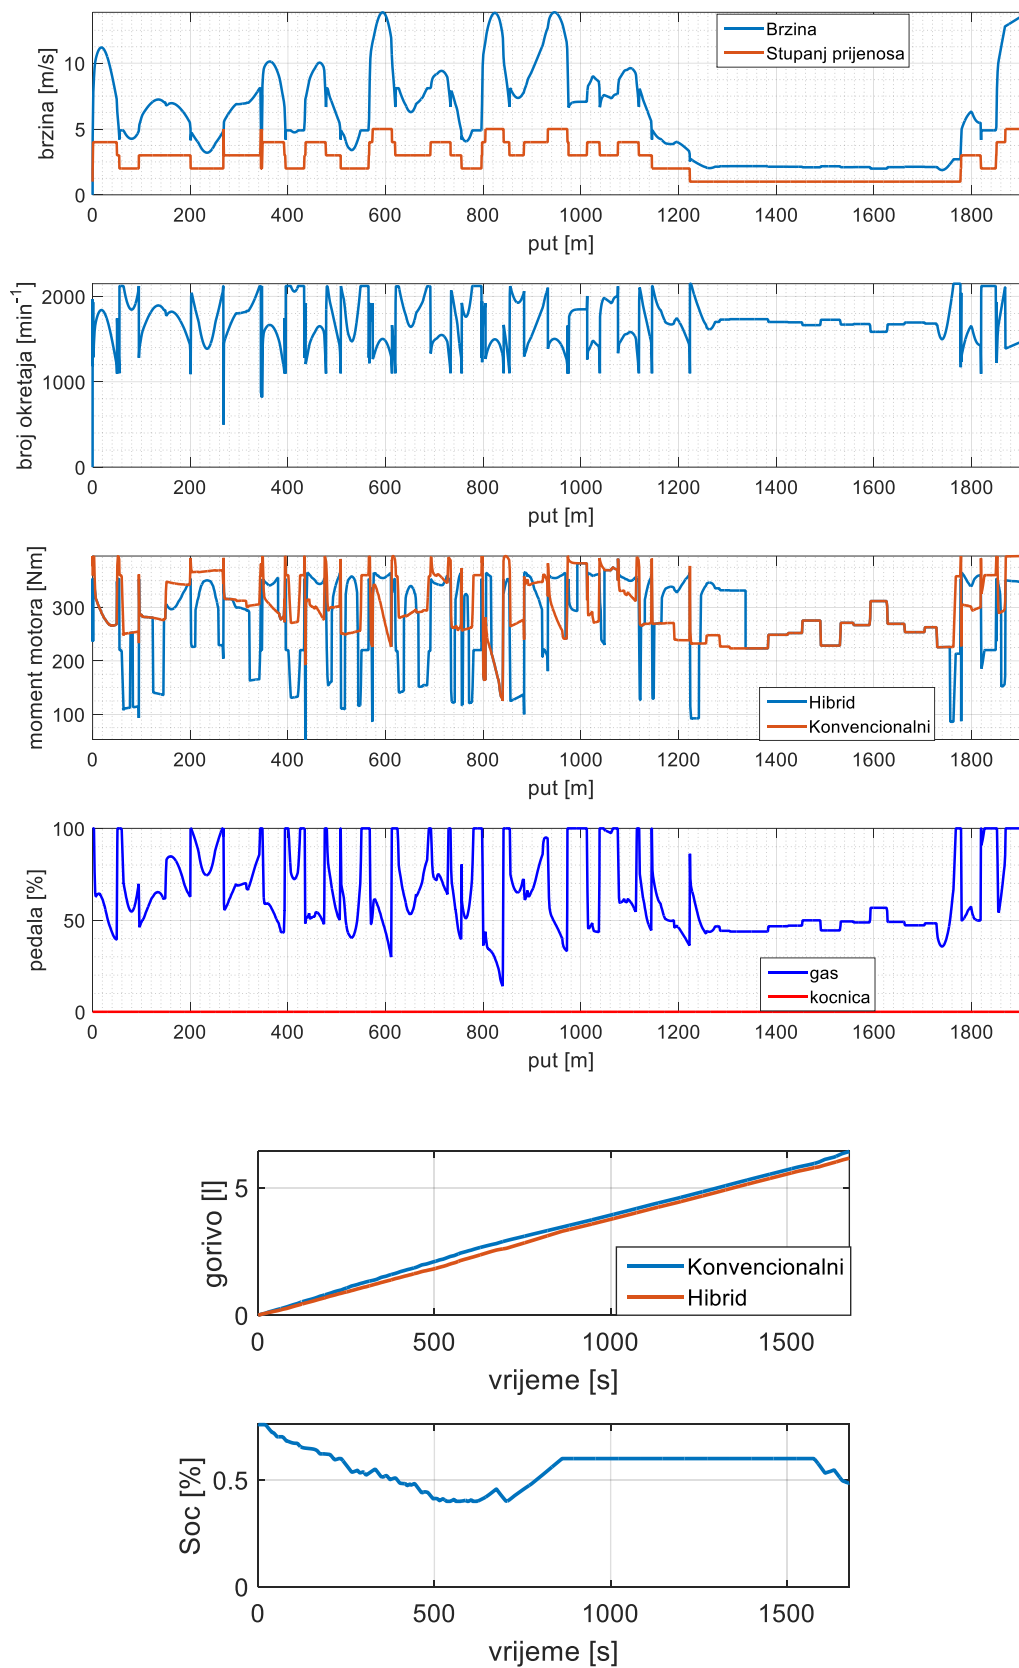 brzina [m/s]
10
5
0
Brzina
Stupanj prijenosa
0 200 400 600 800 1000 1200 1400 1600 1800
put [m]
broj okretaja [min⁻¹]
2000
1000
0
0 200 400 600 800 1000 1200 1400 1600 1800
put [m]
moment motora [Nm]
300
200
100
Hibrid
Konvencionalni
0 200 400 600 800 1000 1200 1400 1600 1800
put [m]
pedala [%]
100
50
0
gas
kocnica
0 200 400 600 800 1000 1200 1400 1600 1800
put [m]
gorivo [l]
5
0
Konvencionalni
Hibrid
0 500 1000 1500
vrijeme [s]
Soc [%]
0.5
0
0 500 1000 1500
vrijeme [s]